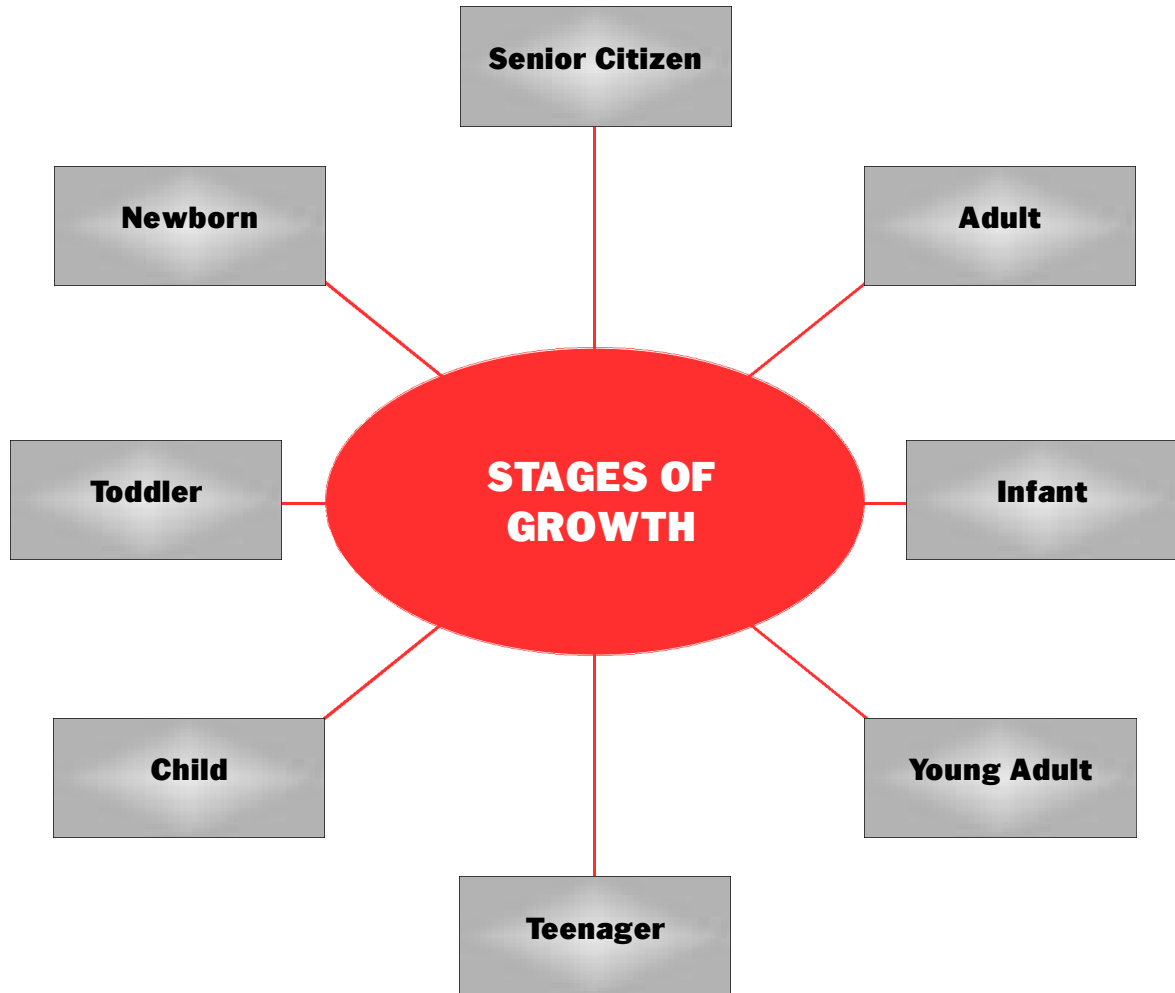 Senior Citizen
Newborn
Adult
Toddler
STAGES OF
GROWTH
Infant
Child
Young Adult
Teenager